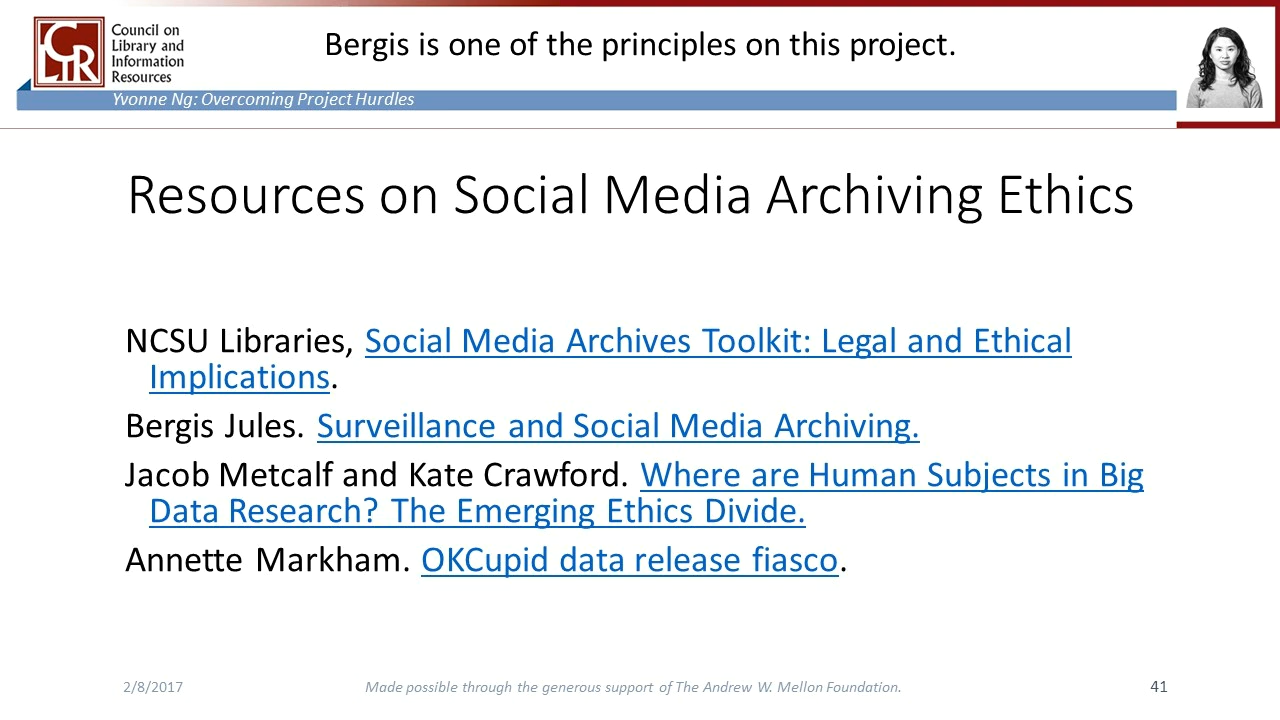 CLIR
Council on
Library and
Information
Resources
Bergis is one of the principles on this project.
Yvonne Ng: Overcoming Project Hurdles
Resources on Social Media Archiving Ethics
NCSU Libraries, Social Media Archives Toolkit: Legal and Ethical
Implications.
Bergis Jules. Surveillance and Social Media Archiving.
Jacob Metcalf and Kate Crawford. Where are Human Subjects in Big
Data Research? The Emerging Ethics Divide.
Annette Markham. OKCupid data release fiasco.
2/8/2017
Made possible through the generous support of The Andrew W. Mellon Foundation.
41